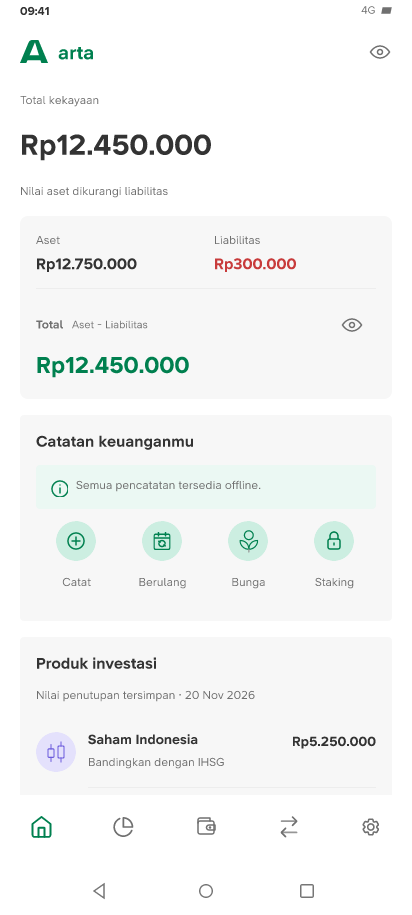 09:41 4G
arta
Total kekayaan
Rp12.450.000
Nilai aset dikurangi liabilitas
Aset Liabilitas
Rp12.750.000 Rp300.000
Total Aset - Liabilitas
Rp12.450.000
Catatan keuanganmu
Semua pencatatan tersedia offline.
Catat Berulang Bunga Staking
Produk investasi
Nilai penutupan tersimpan · 20 Nov 2026
Saham Indonesia Rp5.250.000
Bandingkan dengan IHSG